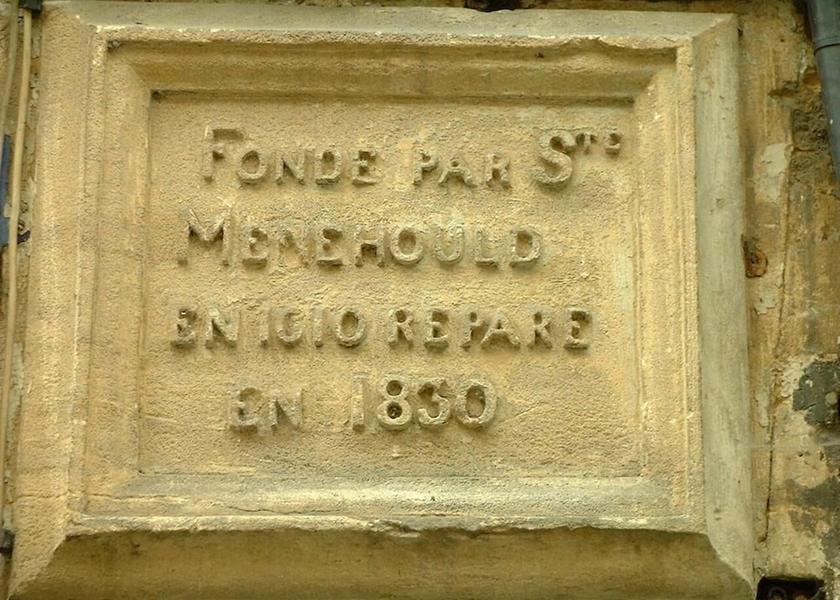 FONDE PAR STE
MENEHOULD
EN 1610 REPARE
EN 1830